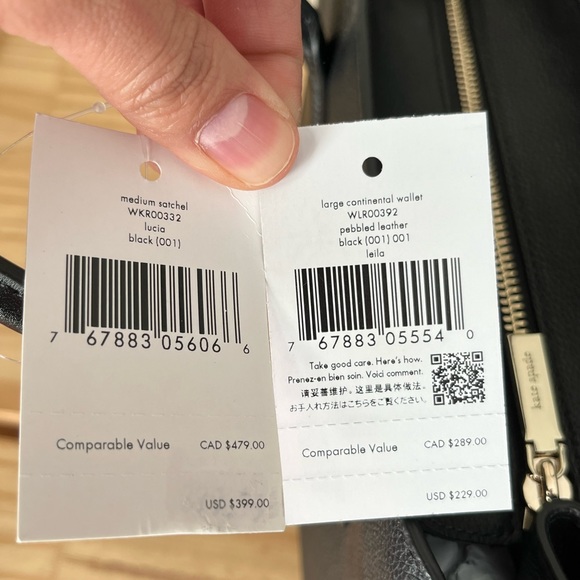 medium satchel
WKR00332
lucia
black (001)
7 67883 05606 6
Comparable Value CAD $479.00
USD $399.00
large continental wallet
WLR00392
pebbled leather
black (001) 001
leila
7 67883 05554 0
Take good care. Here's how.
Prenez-en bien soin. Void comment.
请妥善维护。这里是具体做法。
お手入れ方法はこちらをご覧ください。
Comparable Value CAD $289.00
USD $229.00
kate spade